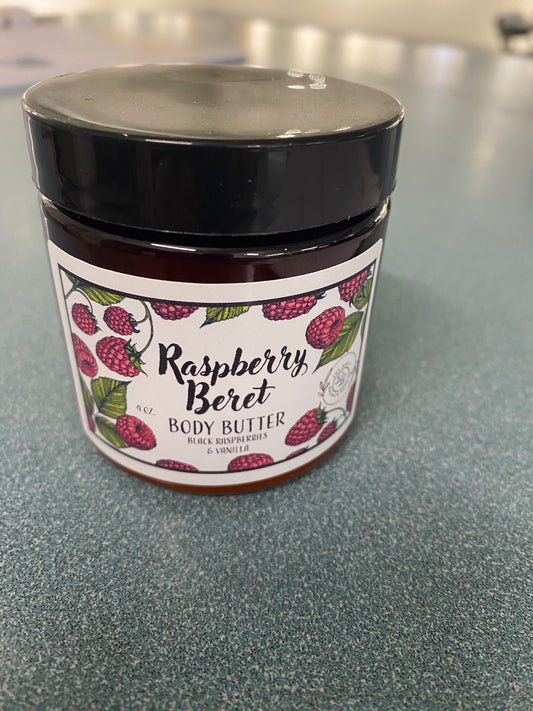 Raspberry
Beret
4 OZ.
BODY BUTTER
BLACK RASPBERRIES
& VANILLA